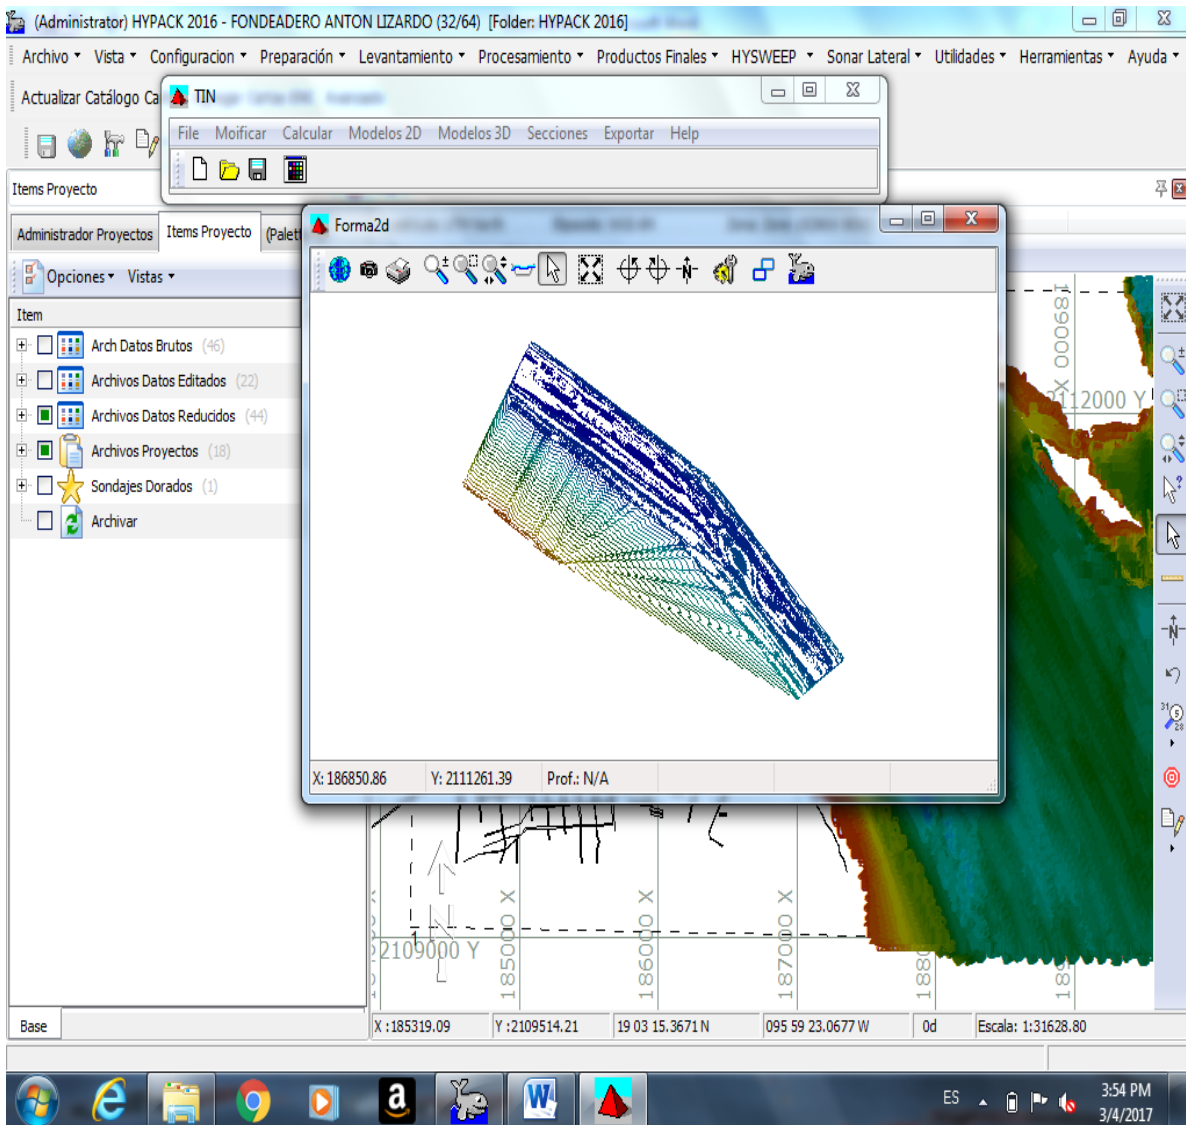 (Administrator) HYPACK 2016 - FONDEADERO ANTON LIZARDO (32/64) [Folder: HYPACK 2016]
Archivo Vista Configuracion Preparación Levantamiento Procesamiento Productos Finales HYSWEEP Sonar Lateral Utilidades Herramientas Ayuda
Actualizar Catálogo Ca
TIN
File Moificar Calcular Modelos 2D Modelos 3D Secciones Exportar Help
Items Proyecto
Administrador Proyectos Items Proyecto (Palett
Forma2d
Opciones Vistas
Item
Arch Datos Brutos (46)
Archivos Datos Editados (22)
Archivos Datos Reducidos (44)
Archivos Proyectos (18)
Sondajes Dorados (1)
Archivar
189000 X
2112000 Y
X: 186850.86 Y: 2111261.39 Prof.: N/A
N
2109000 Y
185000 X
186000 X
187000 X
Base
X :185319.09 Y :2109514.21 19 03 15.3671 N 095 59 23.0677 W 0d Escala: 1:31628.80
ES 3:54 PM
3/4/2017